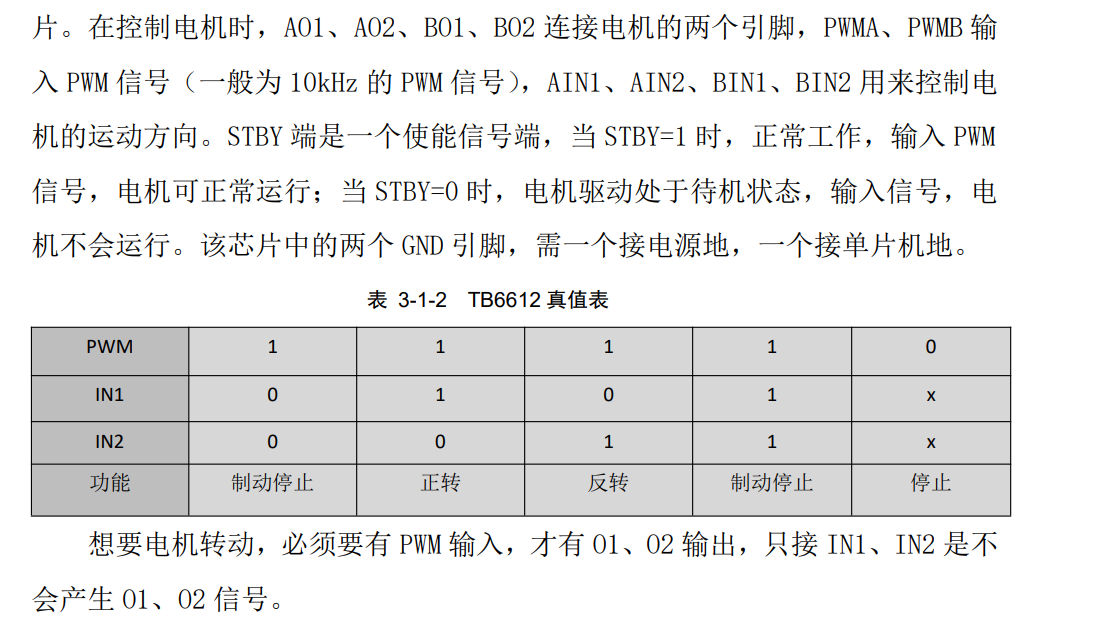 片。在控制电机时，AO1、AO2、BO1、BO2 连接电机的两个引脚，PWMA、PWMB 输
入 PWM 信号（一般为 10kHz 的 PWM 信号），AIN1、AIN2、BIN1、BIN2 用来控制电
机的运动方向。STBY 端是一个使能信号端，当 STBY=1 时，正常工作，输入 PWM
信号，电机可正常运行；当 STBY=0 时，电机驱动处于待机状态，输入信号，电
机不会运行。该芯片中的两个 GND 引脚，需一个接电源地，一个接单片机地。
表 3-1-2 TB6612 真值表
PWM 1 1 1 1 0
IN1 0 1 0 1 x
IN2 0 0 1 1 x
功能 制动停止 正转 反转 制动停止 停止
想要电机转动，必须要有 PWM 输入，才有 O1、O2 输出，只接 IN1、IN2 是不
会产生 O1、O2 信号。